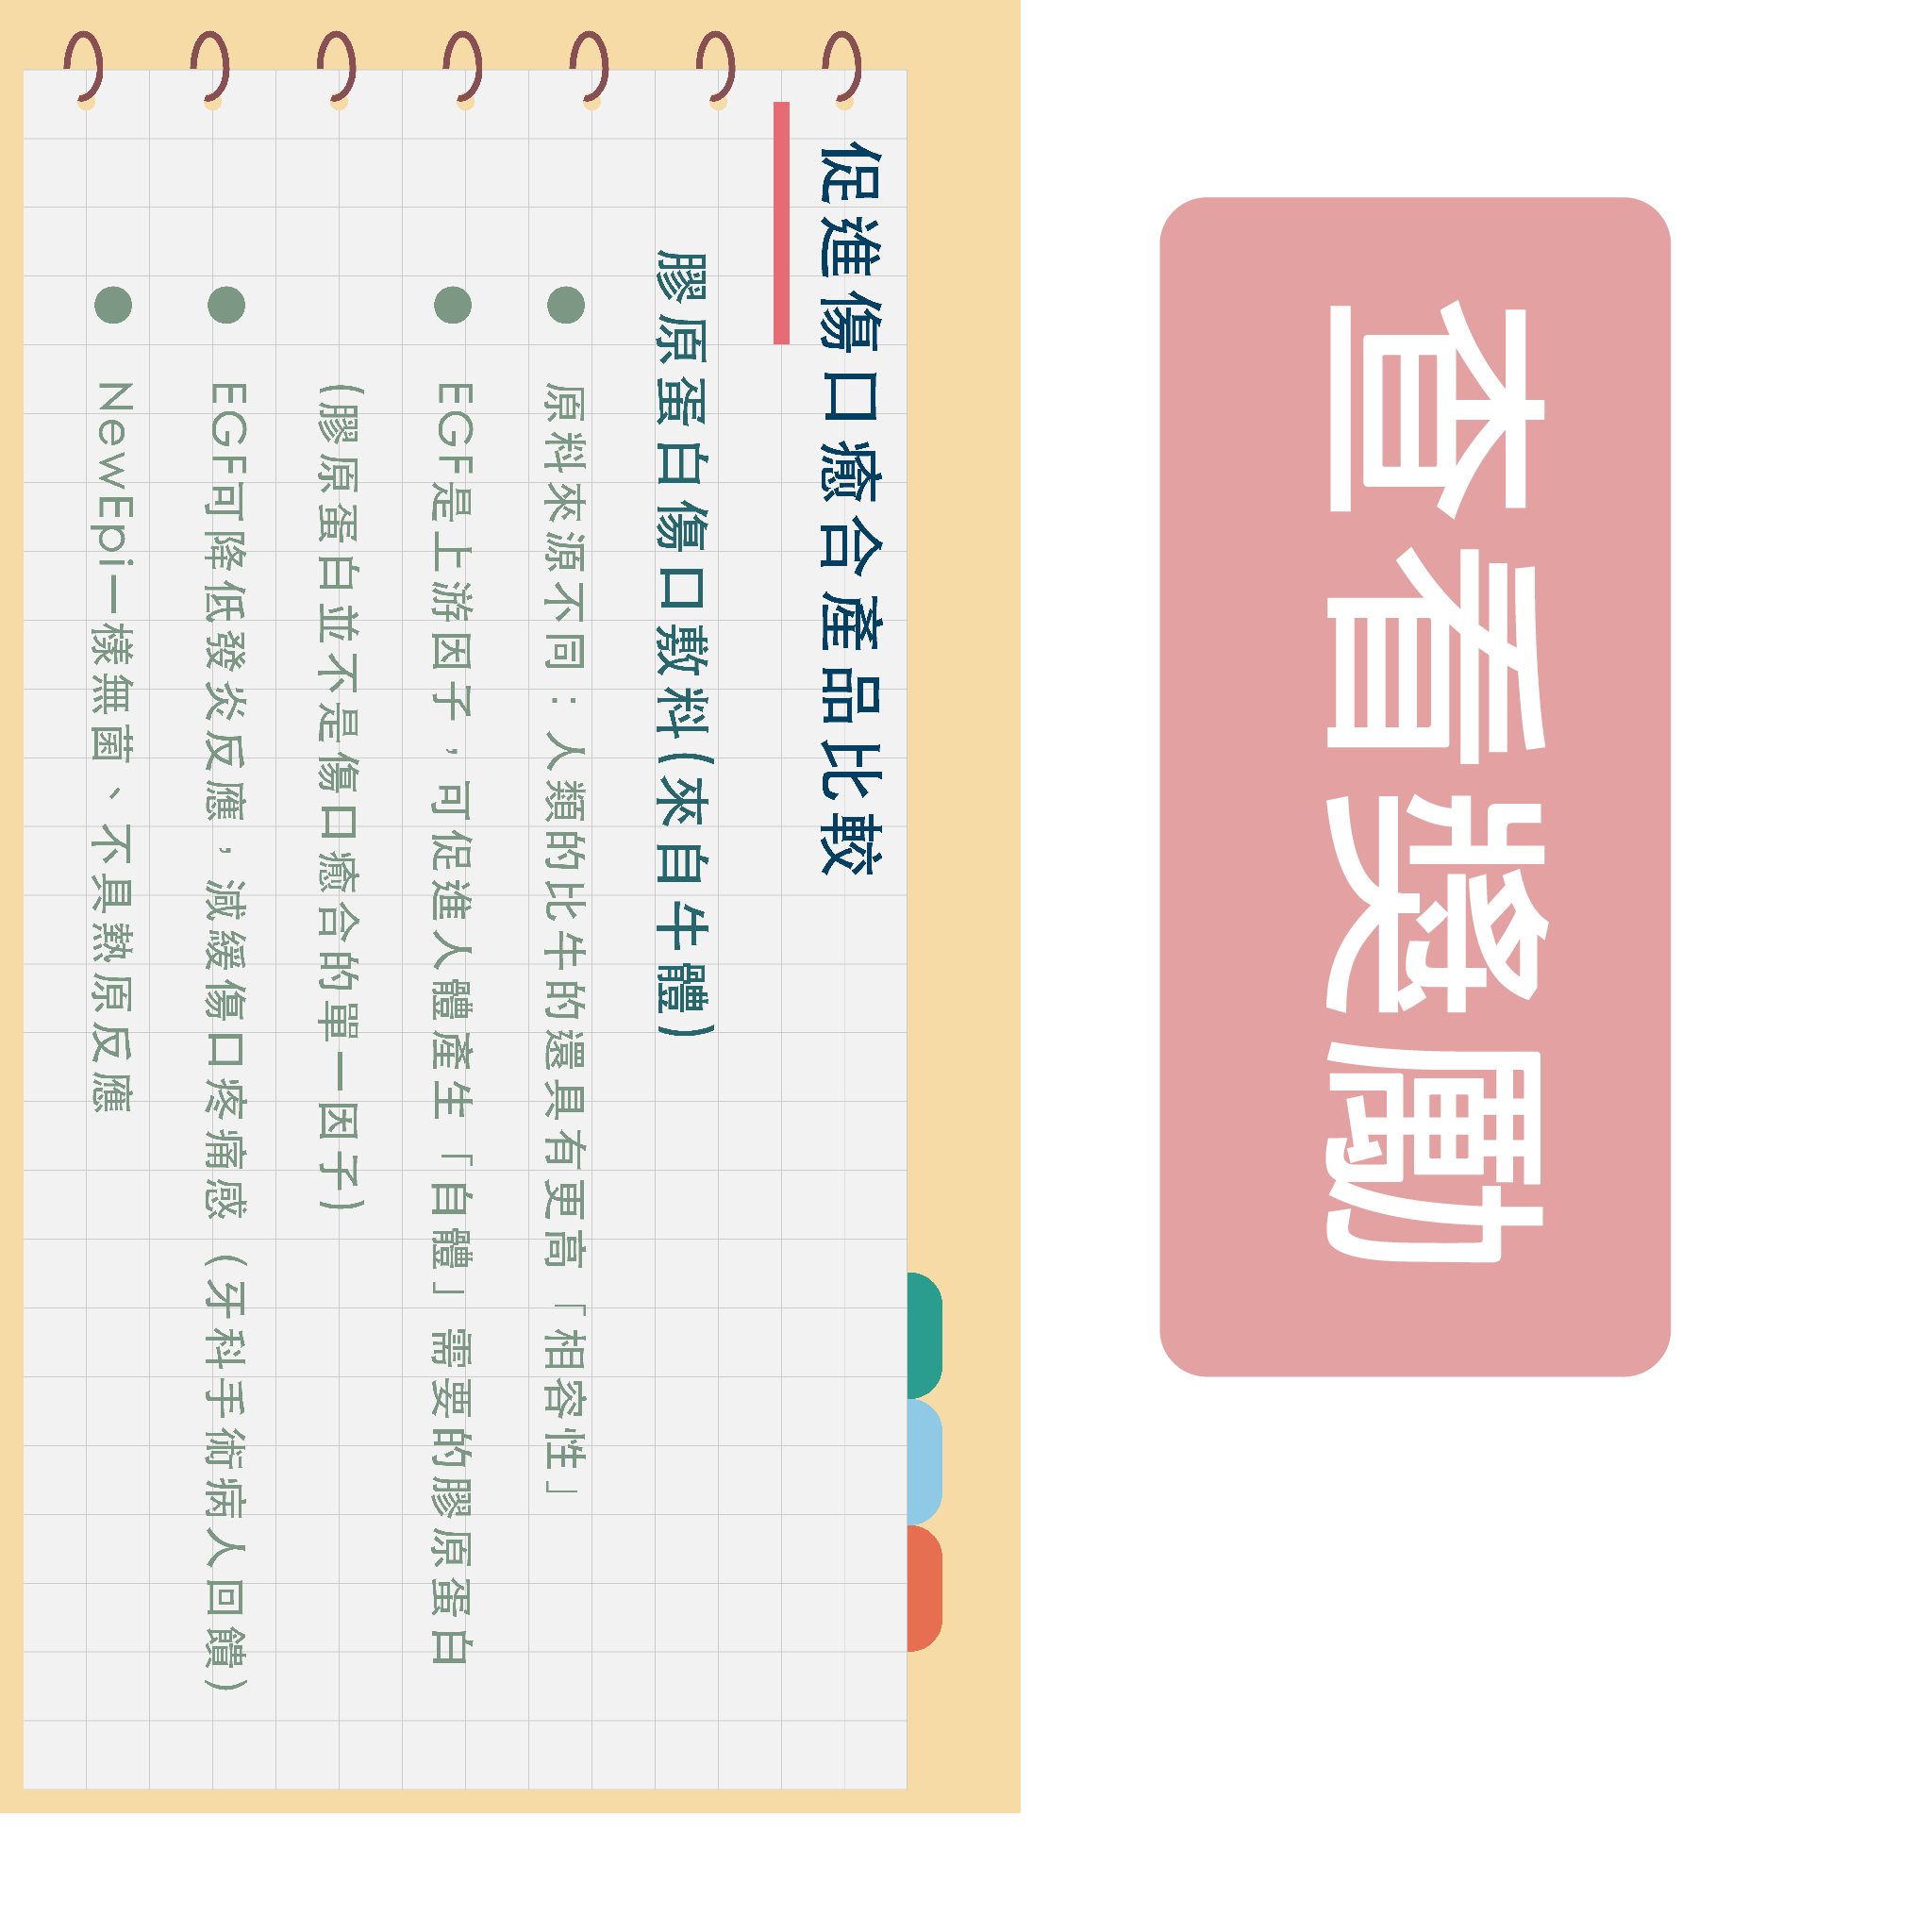 促進傷口癒合產品比較
膠原蛋白傷口敷料(來自牛體)
原料來源不同：人類的比牛的還具有更高「相容性」
EGF是上游因子，可促進人體產生「自體」需要的膠原蛋白
(膠原蛋白並不是傷口癒合的單一因子)
EGF可降低發炎反應，減緩傷口疼痛感（牙科手術病人回饋）
NewEpi一樣無菌、不具熱原反應
查看獎勵